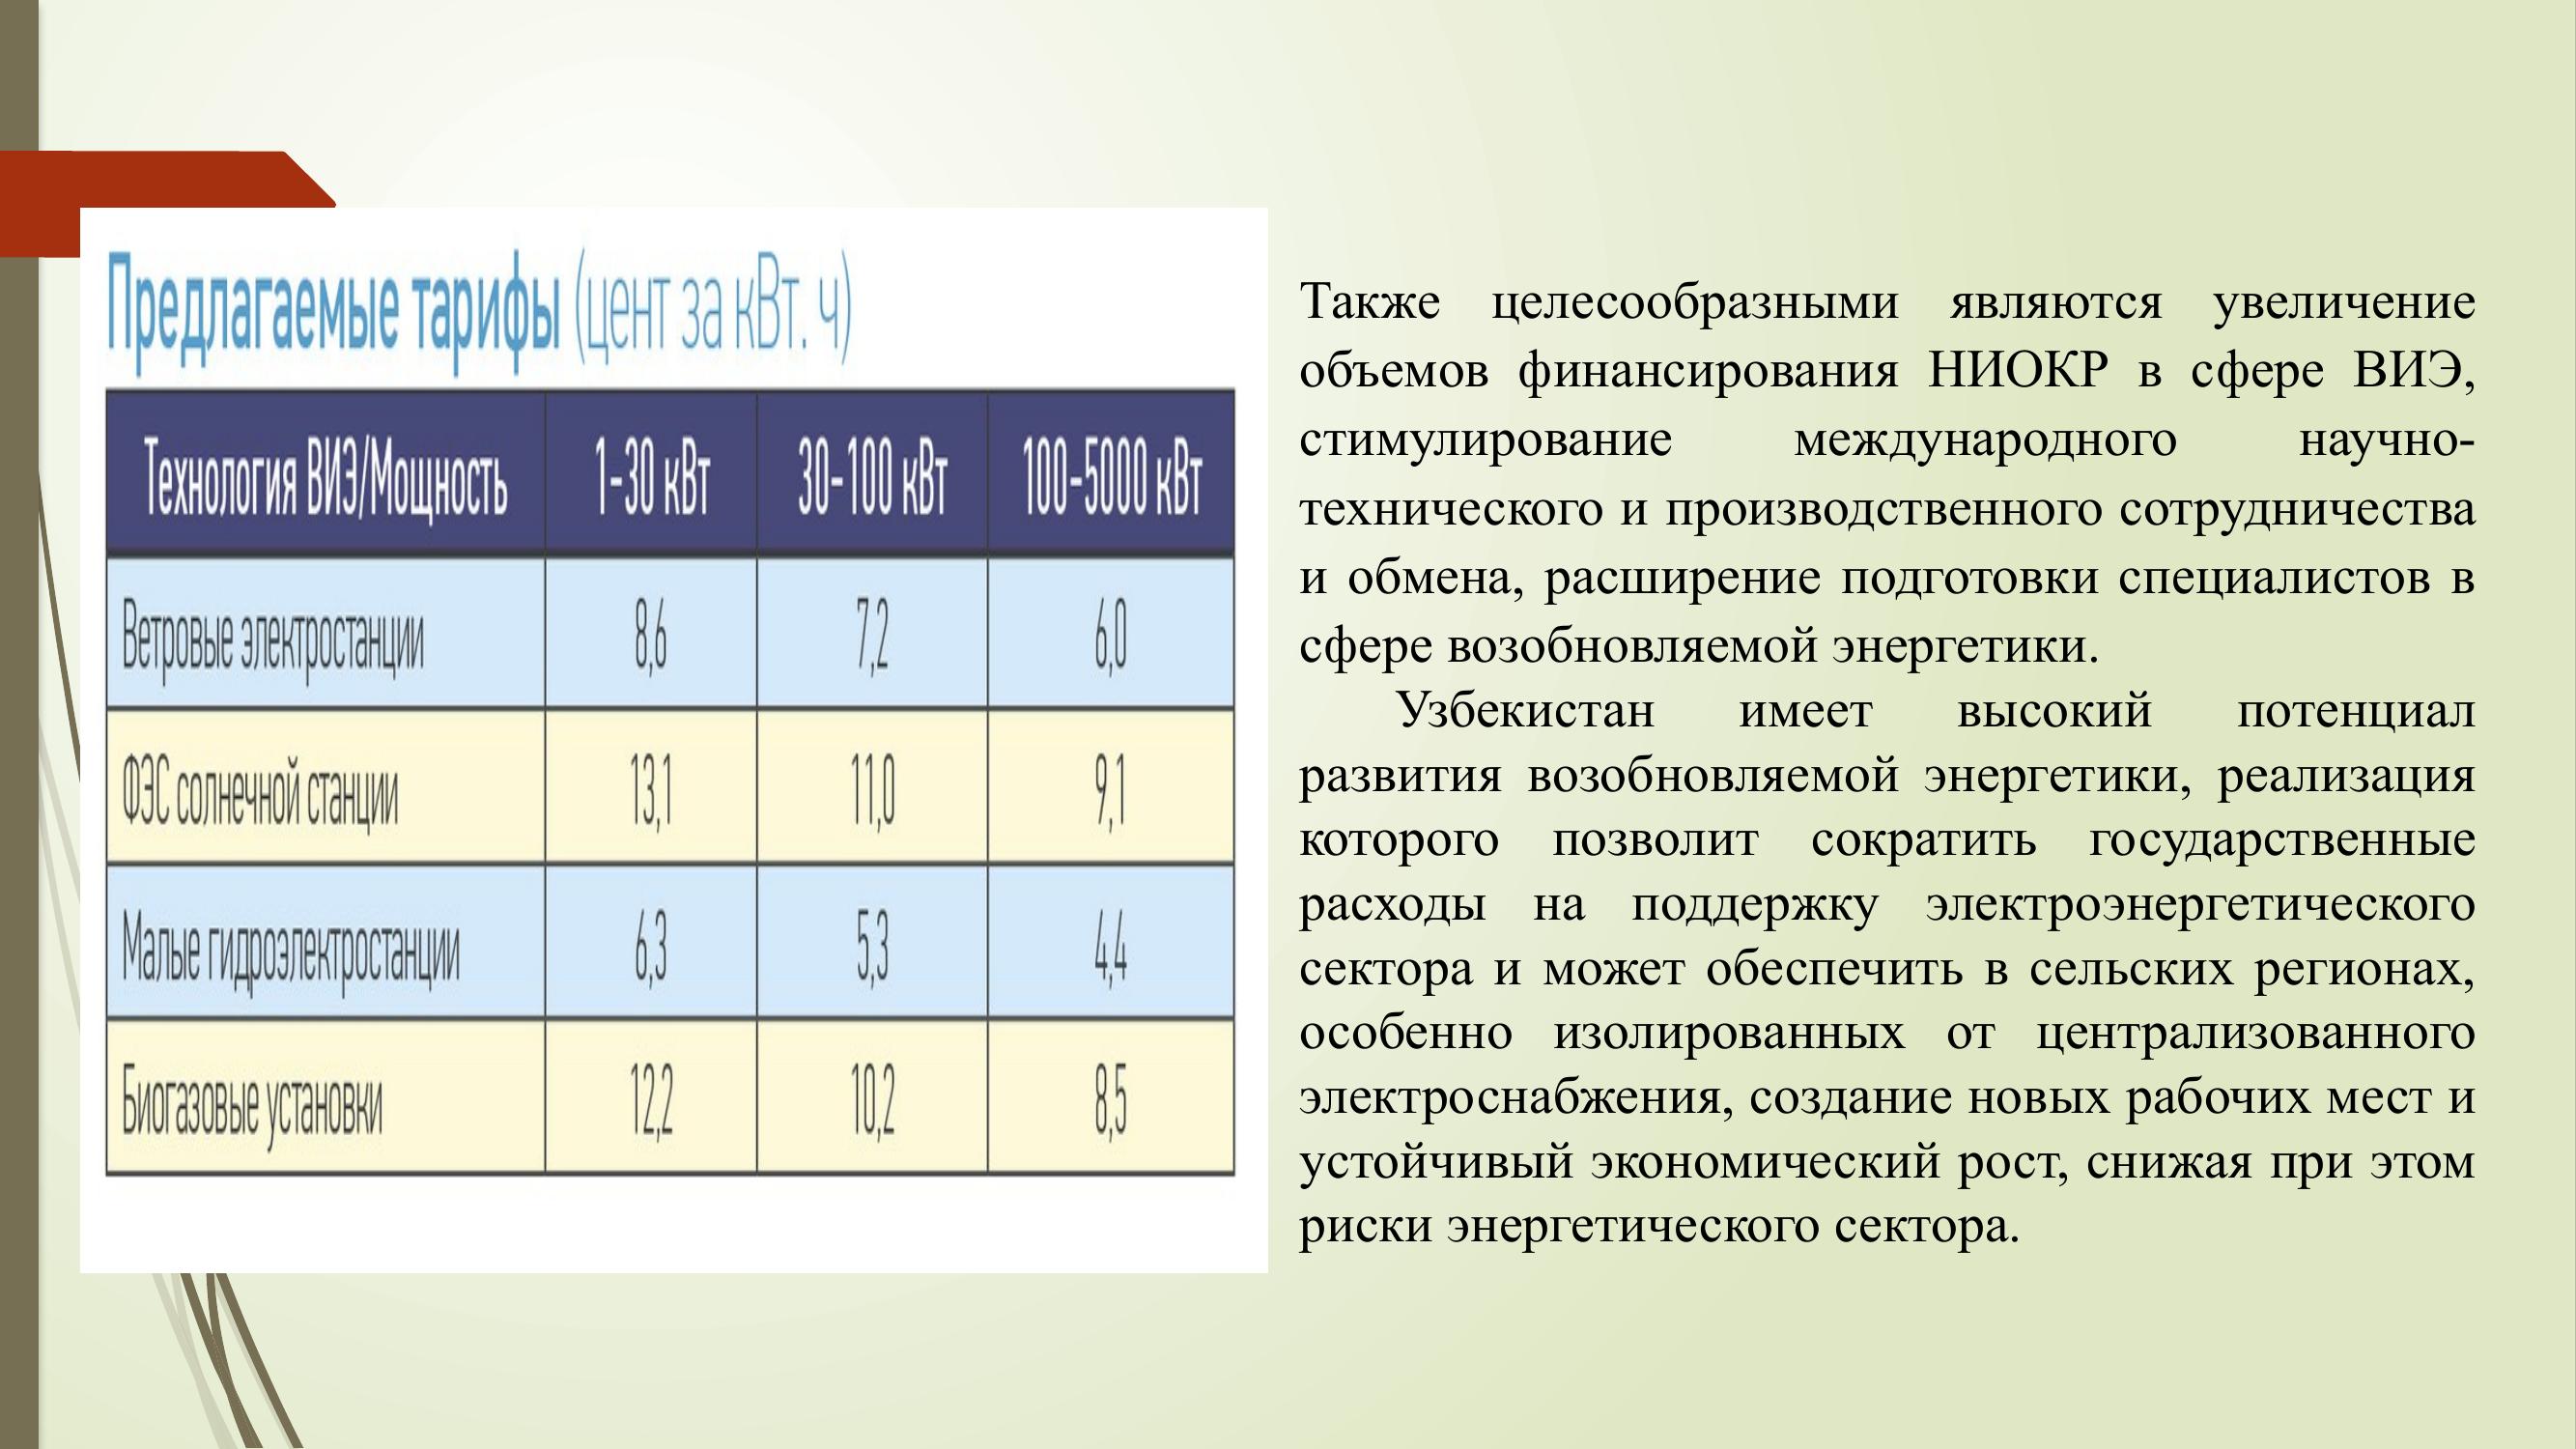 Предлагаемые тарифы (цент за кВт. ч)
Технология ВИЭ/Мощность 1-30 кВт 30-100 кВт 100-5000 кВт
Ветровые электростанции 8,6 7,2 6,0
ФЭС солнечной станции 13,1 11,0 9,1
Малые гидроэлектростанции 6,3 5,3 4,4
Биогазовые установки 12,2 10,2 8,5
Также целесообразными являются увеличение
объемов финансирования НИОКР в сфере ВИЭ,
стимулирование международного научно-
технического и производственного сотрудничества
и обмена, расширение подготовки специалистов в
сфере возобновляемой энергетики.
Узбекистан имеет высокий потенциал
развития возобновляемой энергетики, реализация
которого позволит сократить государственные
расходы на поддержку электроэнергетического
сектора и может обеспечить в сельских регионах,
особенно изолированных от централизованного
электроснабжения, создание новых рабочих мест и
устойчивый экономический рост, снижая при этом
риски энергетического сектора.